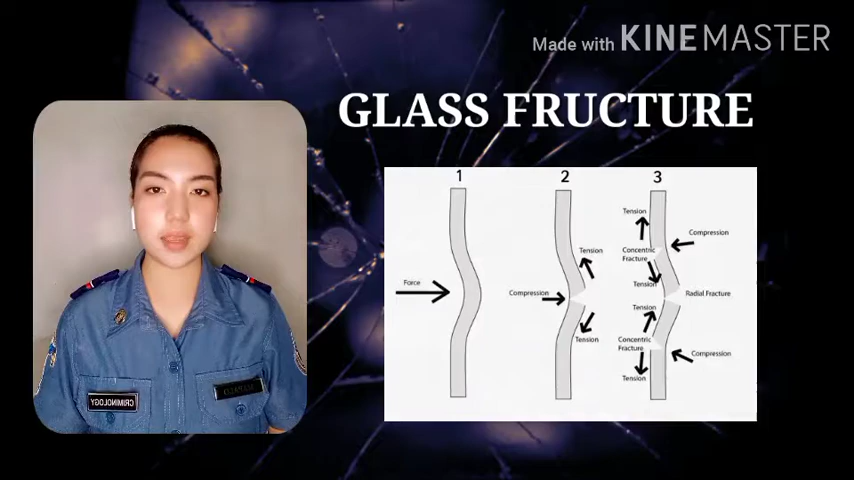 Made with KINEMASTER
GLASS FRUCTURE
1
2
3
Force
Compression
Tension
Tension
Tension
Compression
Concentric
Fracture
Tension
Radial Fracture
Tension
Concentric
Fracture
Compression
Tension
CRIMINOLOGY